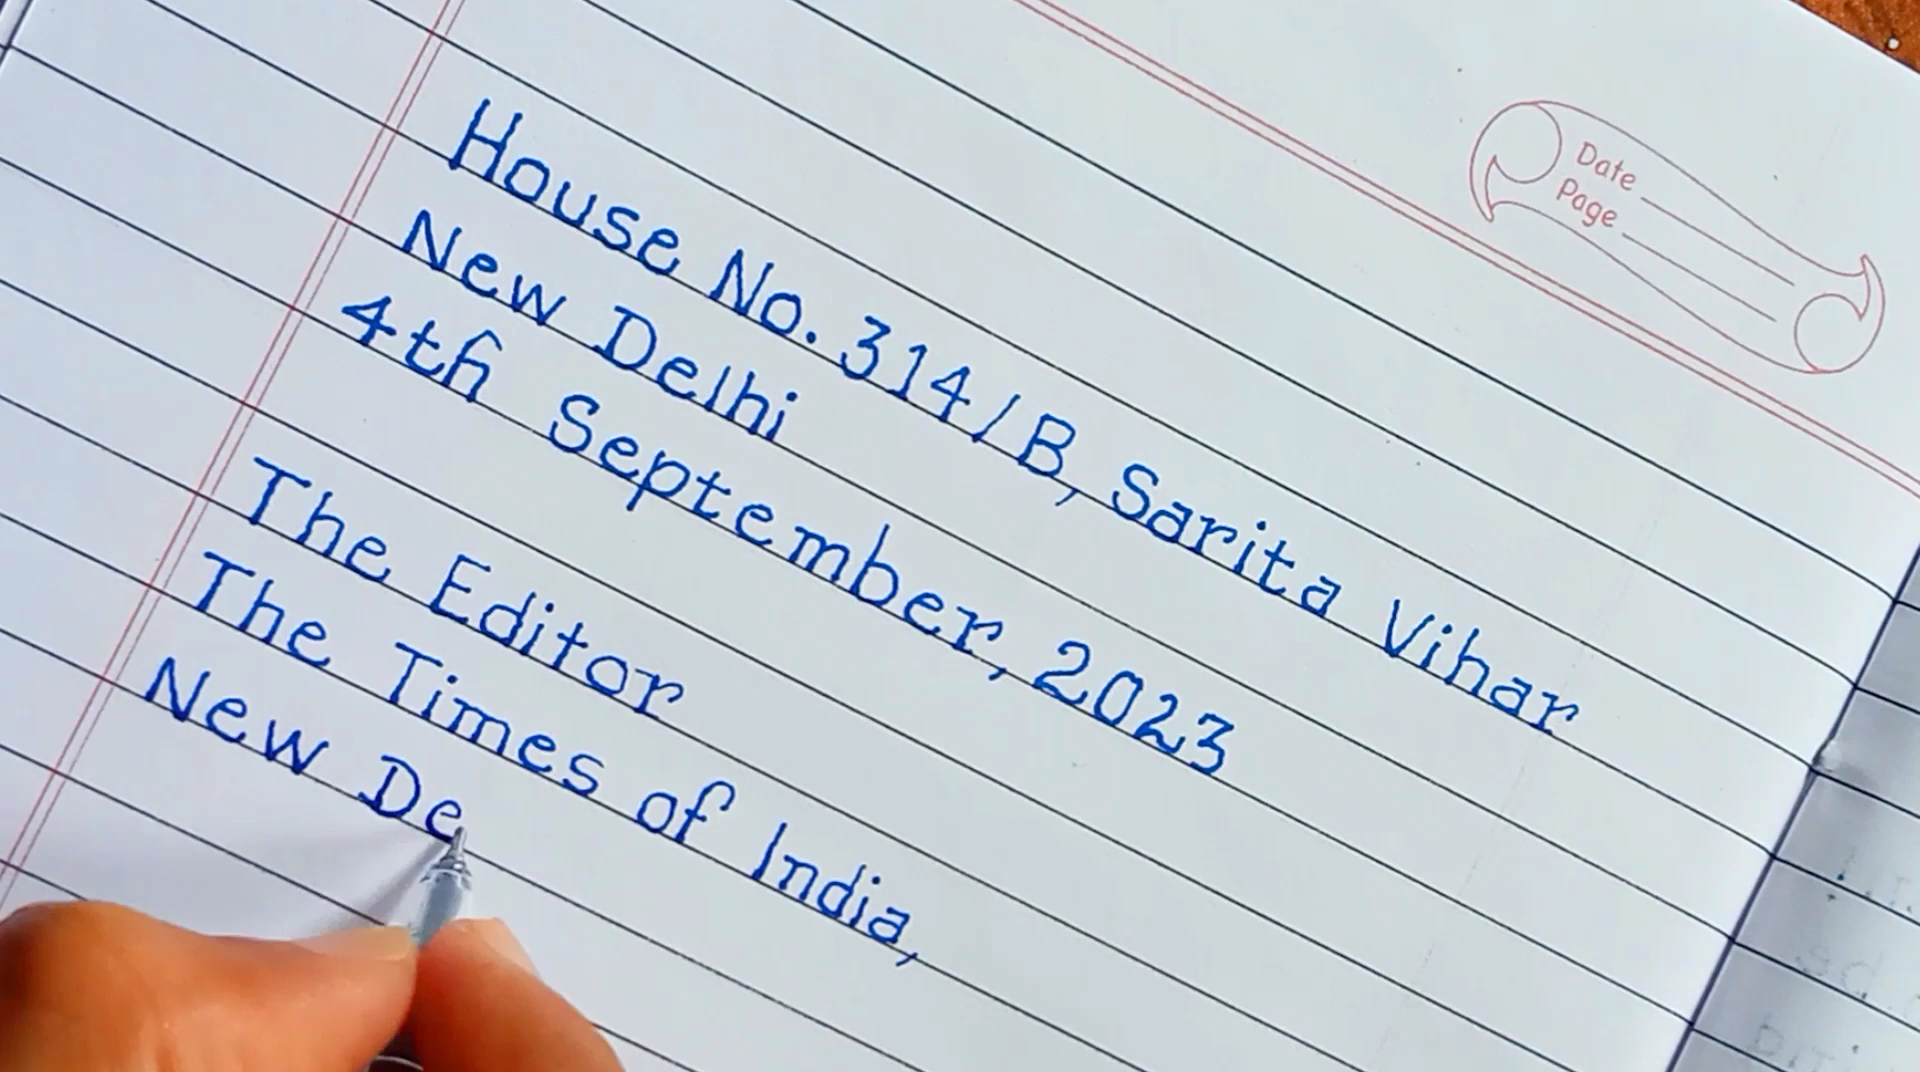 Date
Page
House No. 314/B, Sarita Vihar
New Delhi
4th September, 2023
The Editor
The Times of India,
New De